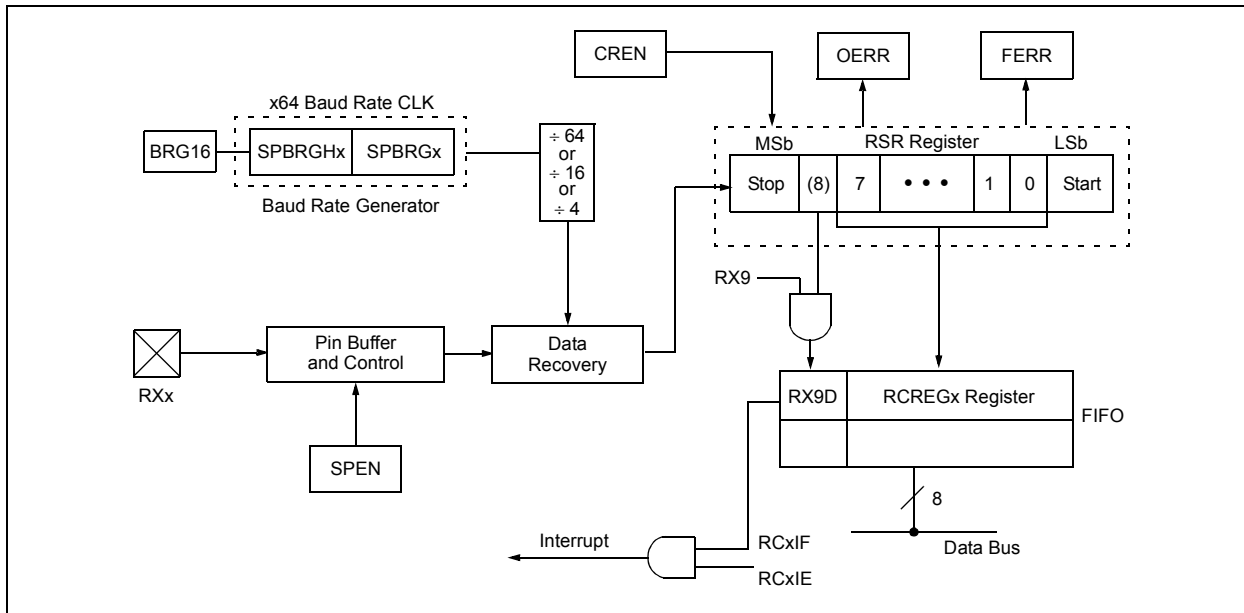 CREN
OERR
FERR
x64 Baud Rate CLK
BRG16
SPBRGHx
SPBRGx
Baud Rate Generator
÷ 64
or
÷ 16
or
÷ 4
MSb
RSR Register
LSb
Stop
(8)
7
• • •
1
0
Start
RX9
RXx
Pin Buffer
and Control
Data
Recovery
SPEN
RX9D
RCREGx Register
FIFO
8
Data Bus
Interrupt
RCxIF
RCxIE